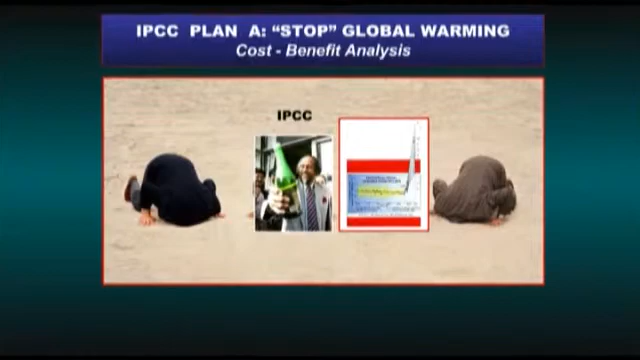 IPCC PLAN A: “STOP” GLOBAL WARMING
Cost - Benefit Analysis
IPCC